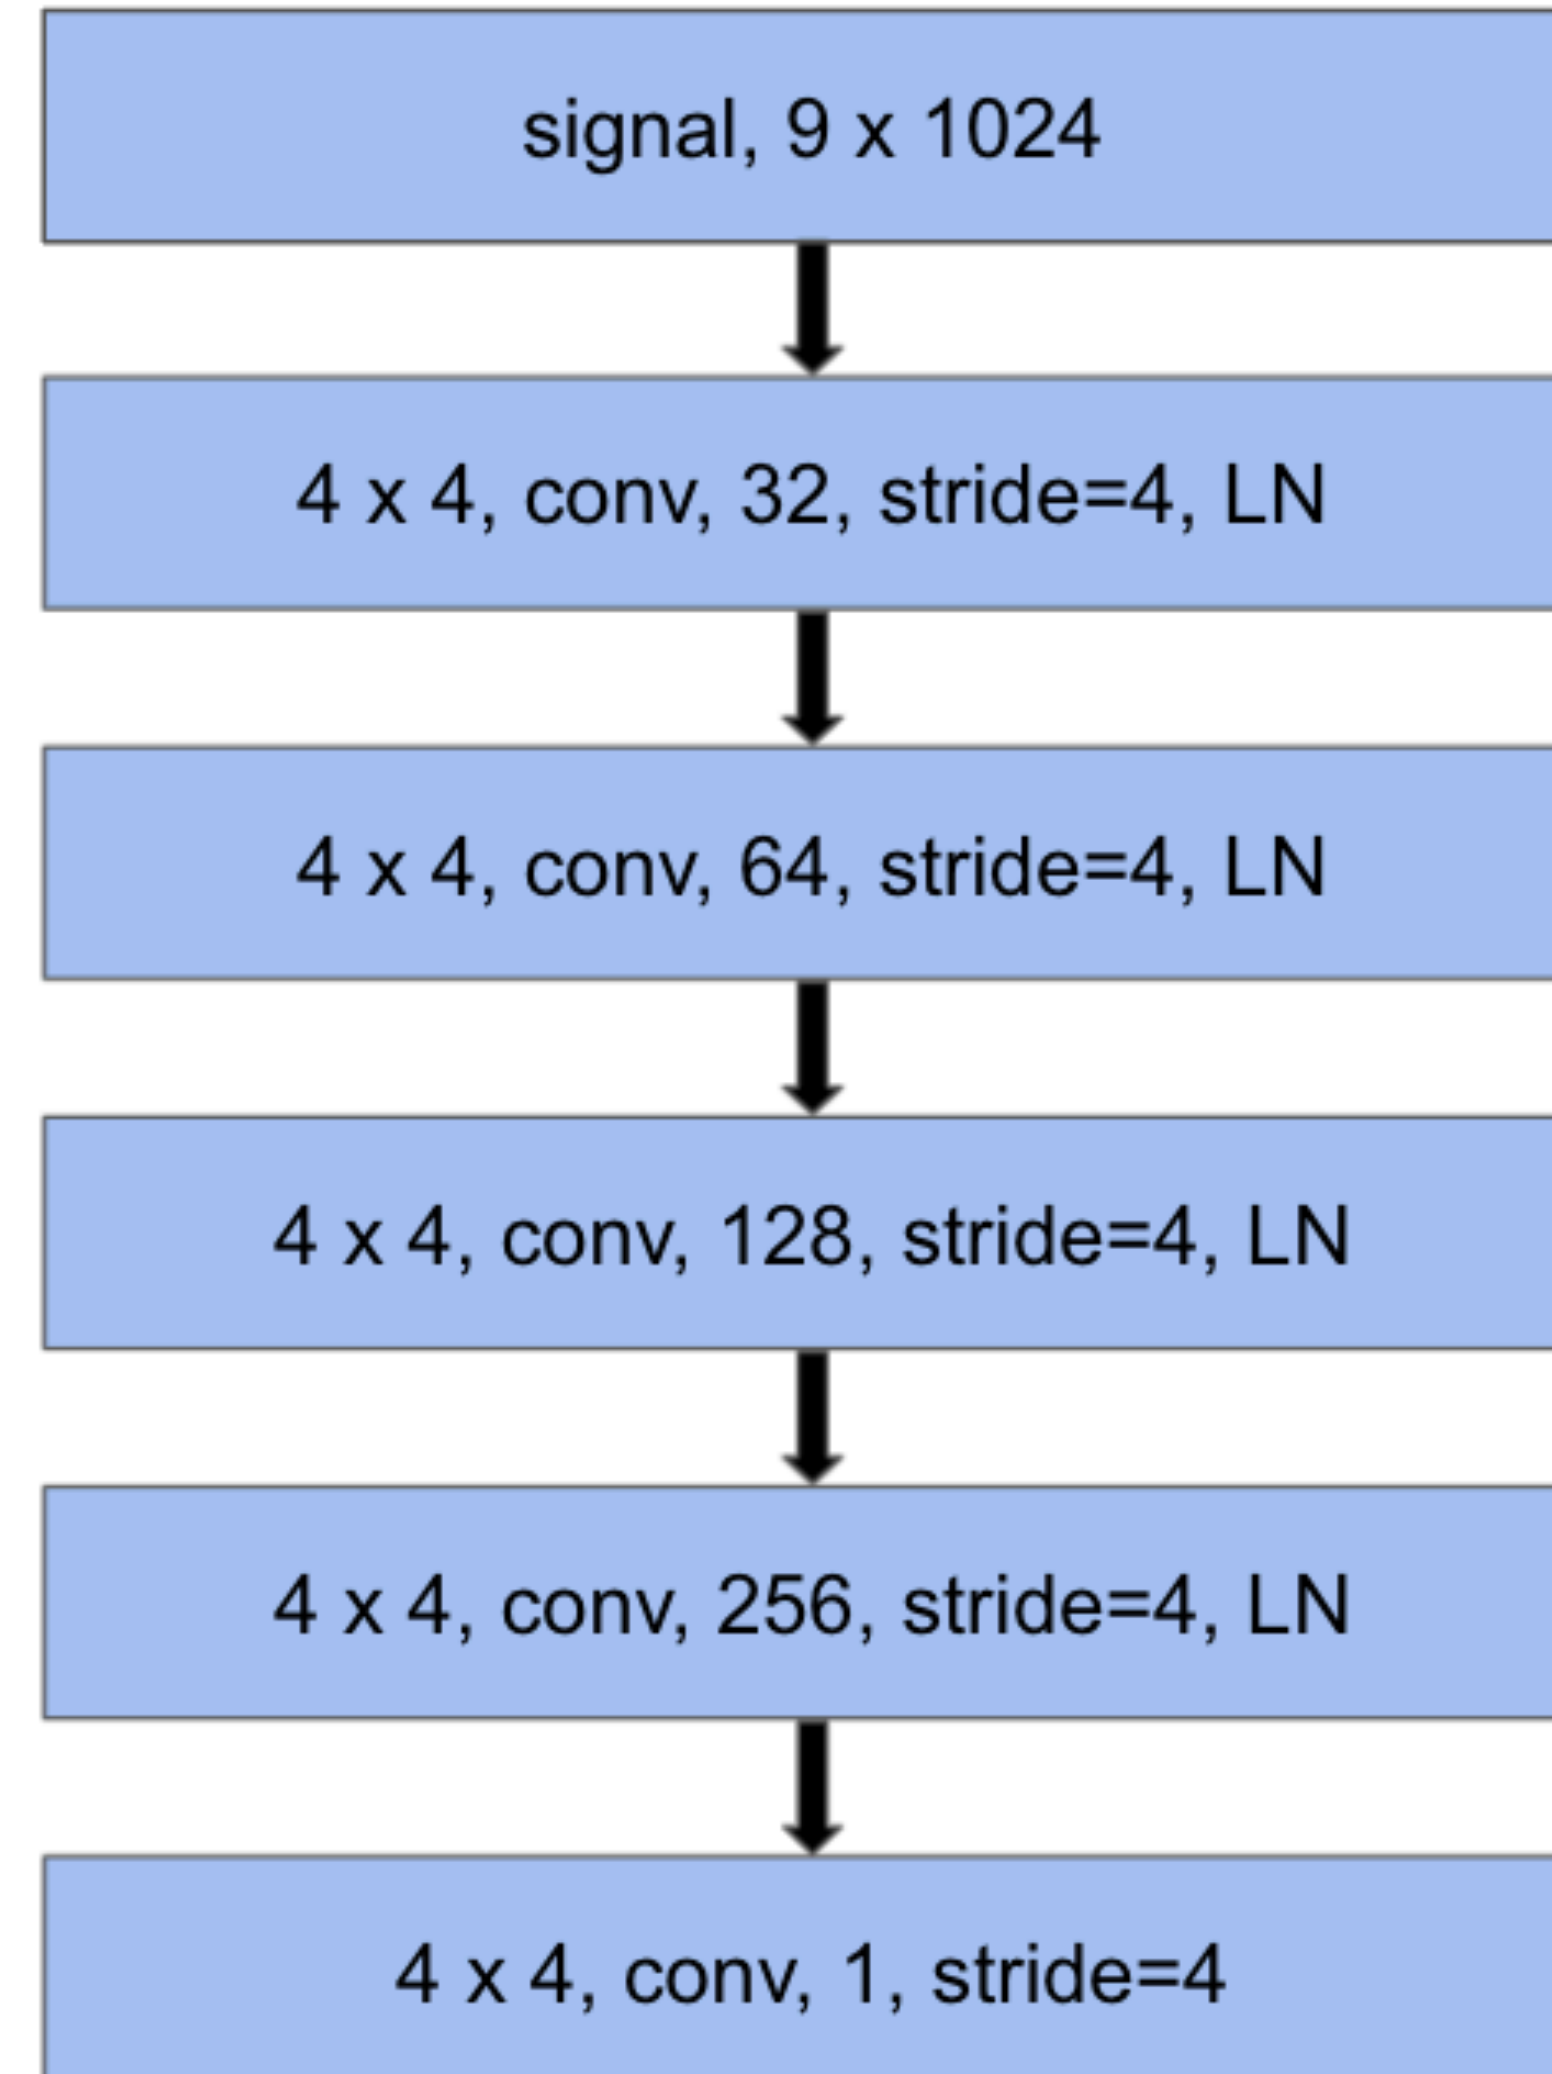 signal, 9 x 1024
4 x 4, conv, 32, stride=4, LN
4 x 4, conv, 64, stride=4, LN
4 x 4, conv, 128, stride=4, LN
4 x 4, conv, 256, stride=4, LN
4 x 4, conv, 1, stride=4